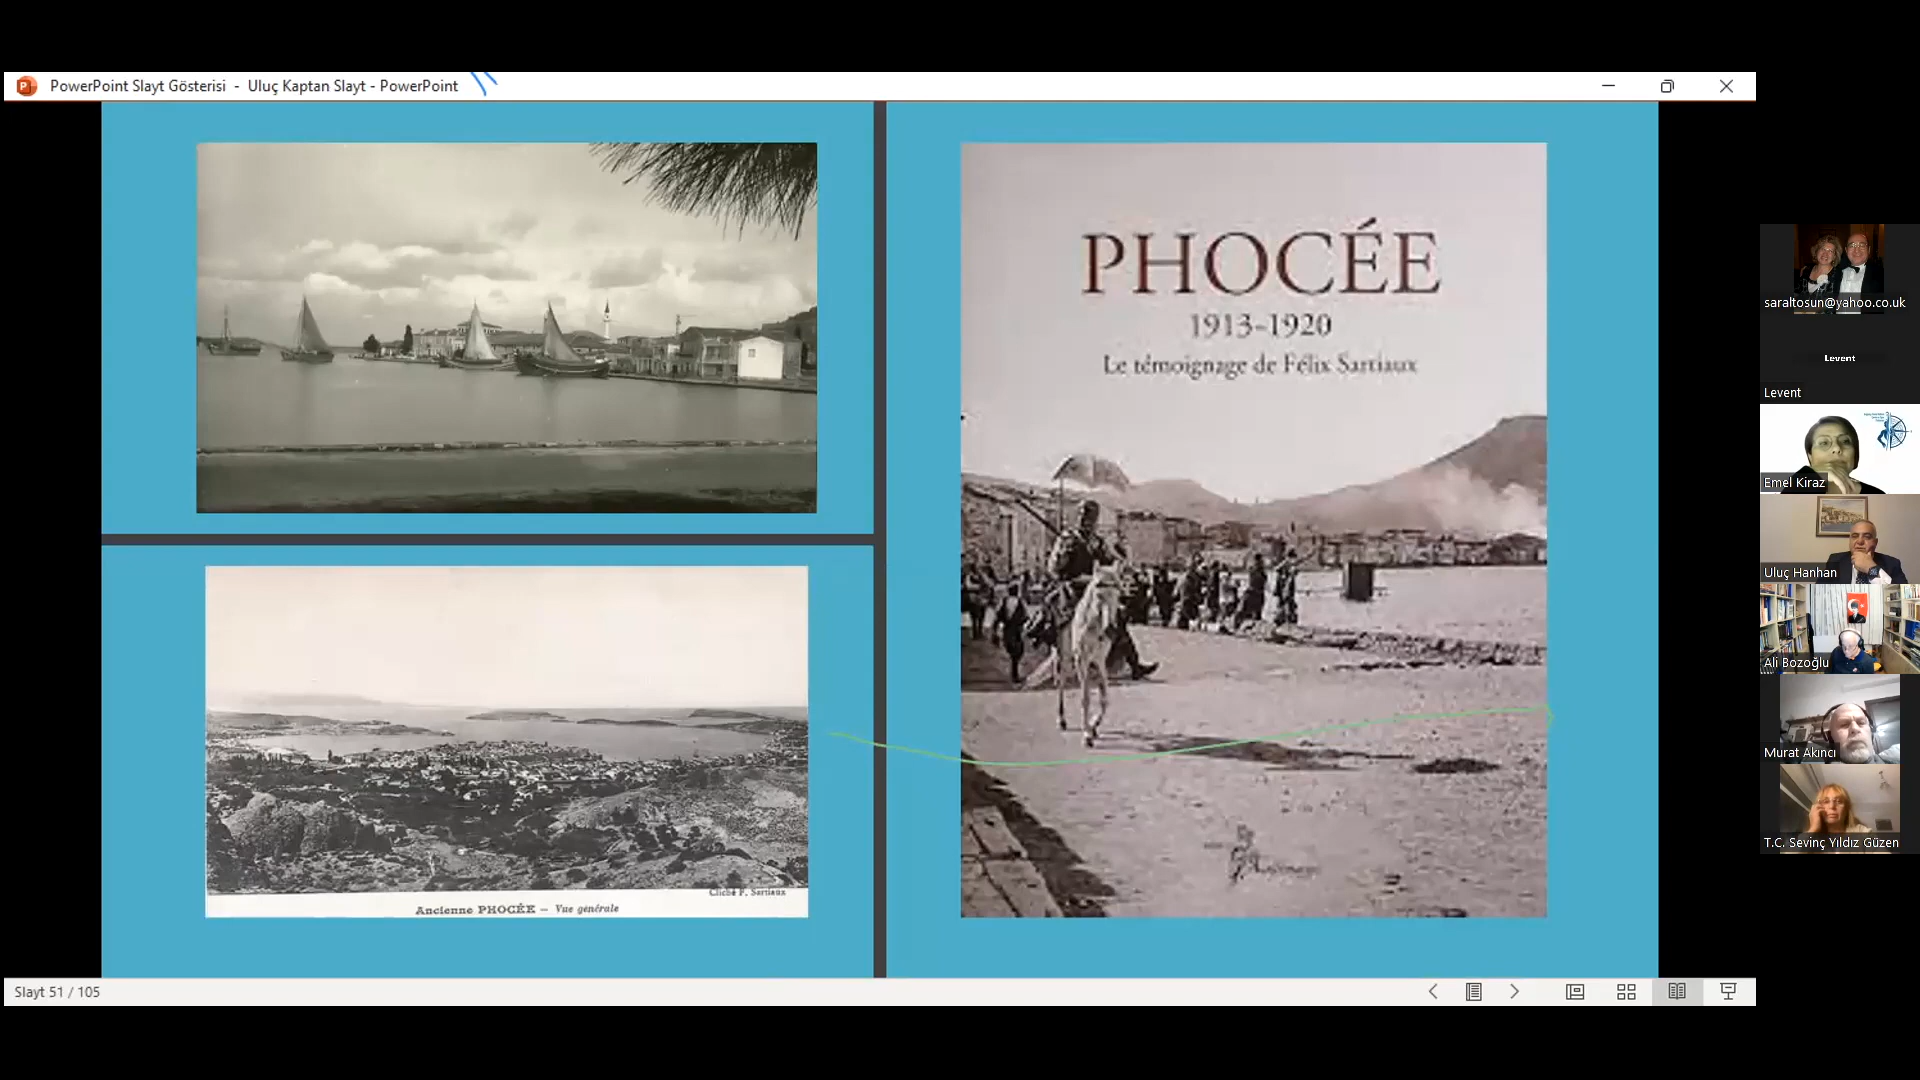 PowerPoint Slayt Gösterisi - Uluç Kaptan Slayt - PowerPoint
PHOCÉE
1913-1920
Le témoignage de Félix Sartiaux
Cliché F. Sartiaux
Ancienne PHOCÉE – Vue générale
Slayt 51 / 105
saraltosun@yahoo.co.uk
Levent
Levent
Emel Kiraz
Uluç Hanhan
Ali Bozoğlu
Murat Akıncı
T.C. Sevinç Yıldız Güzen